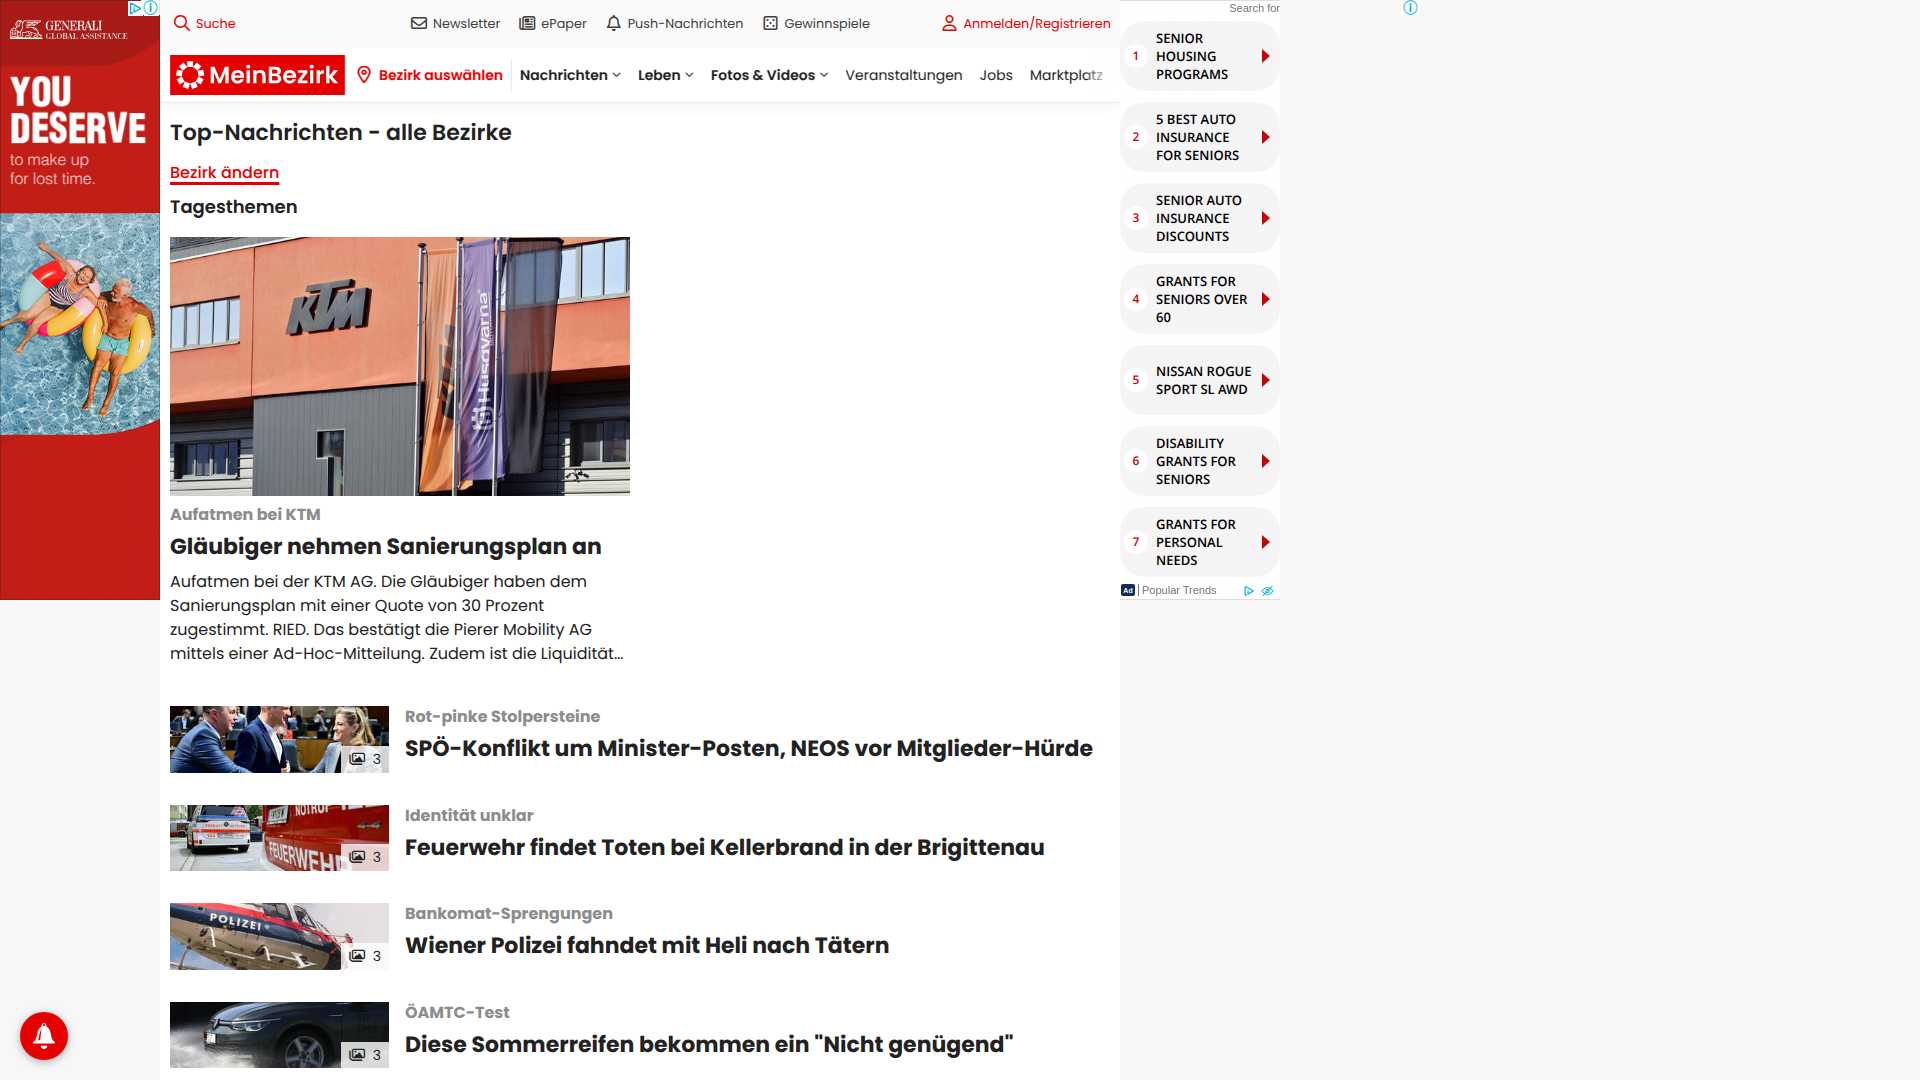 GENERALI
GLOBAL ASSISTANCE
YOU
DESERVE
to make up
for lost time.
Suche
Newsletter
ePaper
Push-Nachrichten
Gewinnspiele
Anmelden/Registrieren
MeinBezirk
Bezirk auswählen
Nachrichten
Leben
Fotos & Videos
Veranstaltungen
Jobs
Marktplatz
Top-Nachrichten - alle Bezirke
Bezirk ändern
Tagesthemen
KTM
Husqvarna
Aufatmen bei KTM
Gläubiger nehmen Sanierungsplan an
Aufatmen bei der KTM AG. Die Gläubiger haben dem
Sanierungsplan mit einer Quote von 30 Prozent
zugestimmt. RIED. Das bestätigt die Pierer Mobility AG
mittels einer Ad-Hoc-Mitteilung. Zudem ist die Liquidität...
3
Rot-pinke Stolpersteine
SPÖ-Konflikt um Minister-Posten, NEOS vor Mitglieder-Hürde
NOTRUF
FEUERWEHR
3
Identität unklar
Feuerwehr findet Toten bei Kellerbrand in der Brigittenau
POLIZEI
3
Bankomat-Sprengungen
Wiener Polizei fahndet mit Heli nach Tätern
3
ÖAMTC-Test
Diese Sommerreifen bekommen ein "Nicht genügend"
Search for
1
SENIOR
HOUSING
PROGRAMS
2
5 BEST AUTO
INSURANCE
FOR SENIORS
3
SENIOR AUTO
INSURANCE
DISCOUNTS
4
GRANTS FOR
SENIORS OVER
60
5
NISSAN ROGUE
SPORT SL AWD
6
DISABILITY
GRANTS FOR
SENIORS
7
GRANTS FOR
PERSONAL
NEEDS
Ad
Popular Trends